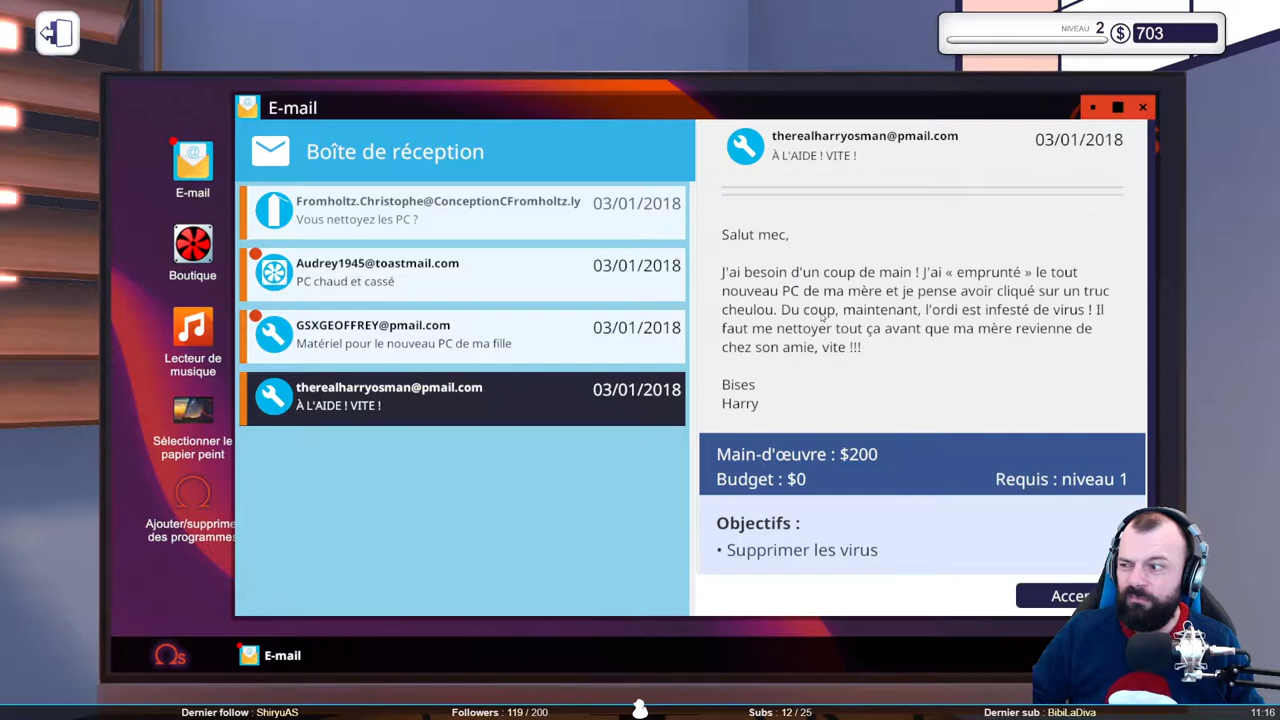 NIVEAU 2 $ 703
E-mail
Boîte de réception
Fromholtz.Christophe@ConceptionCFromholtz.ly 03/01/2018
Vous nettoyez les PC ?
Audrey1945@toastmail.com 03/01/2018
PC chaud et cassé
GSXGEOFFREY@pmail.com 03/01/2018
Matériel pour le nouveau PC de ma fille
therealharryosman@pmail.com 03/01/2018
À L'AIDE ! VITE !
therealharryosman@pmail.com 03/01/2018
À L'AIDE ! VITE !
Salut mec,
J'ai besoin d'un coup de main ! J'ai « emprunté » le tout
nouveau PC de ma mère et je pense avoir cliqué sur un truc
cheulou. Du coup, maintenant, l'ordi est infesté de virus ! Il
faut me nettoyer tout ça avant que ma mère revienne de
chez son amie, vite !!!
Bises
Harry
Main-d'œuvre : $200
Budget : $0 Requis : niveau 1
Objectifs :
• Supprimer les virus
Accep
E-mail
Boutique
Lecteur de
musique
Sélectionner le
papier peint
Ajouter/supprime
des programmes
Ωs E-mail
Dernier follow : ShiryuAS Followers : 119 / 200 Subs : 12 / 25 Dernier sub : BibiLaDiva 11:16